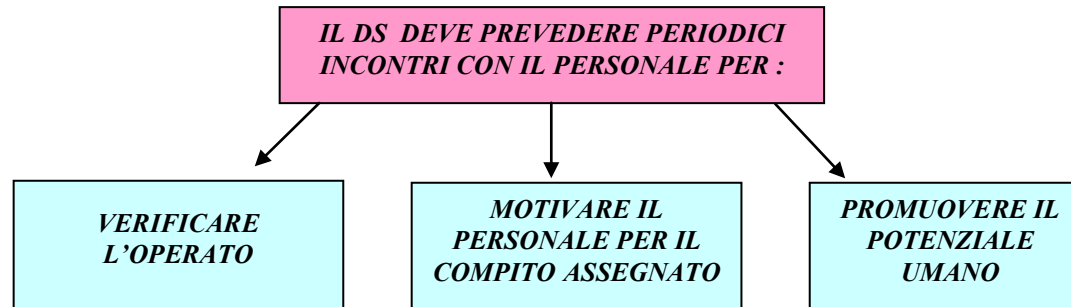 IL DS DEVE PREVEDERE PERIODICI
INCONTRI CON IL PERSONALE PER :
VERIFICARE
L’OPERATO
MOTIVARE IL
PERSONALE PER IL
COMPITO ASSEGNATO
PROMUOVERE IL
POTENZIALE
UMANO